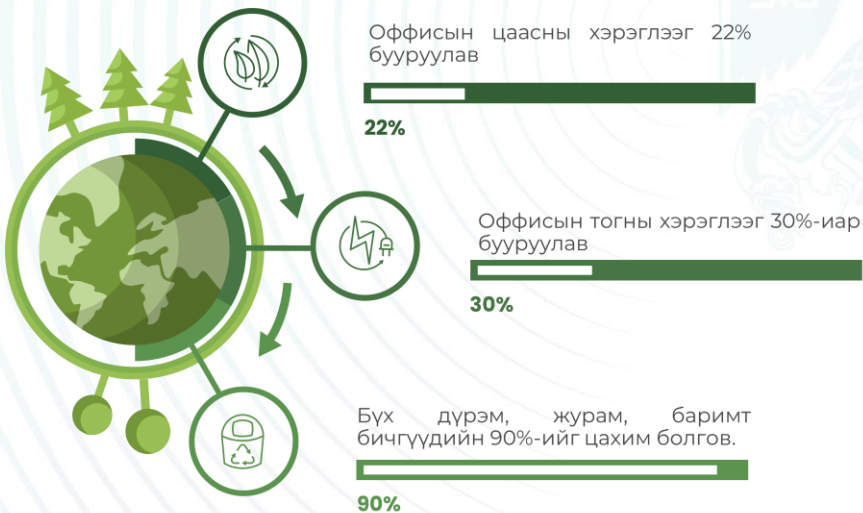 Оффисын цаасны хэрэглээг 22%
бууруулав
22%
Оффисын тогны хэрэглээг 30%-иар
бууруулав
30%
Бүх дүрэм, журам, баримт
бичгүүдийн 90%-ийг цахим болгов.
90%